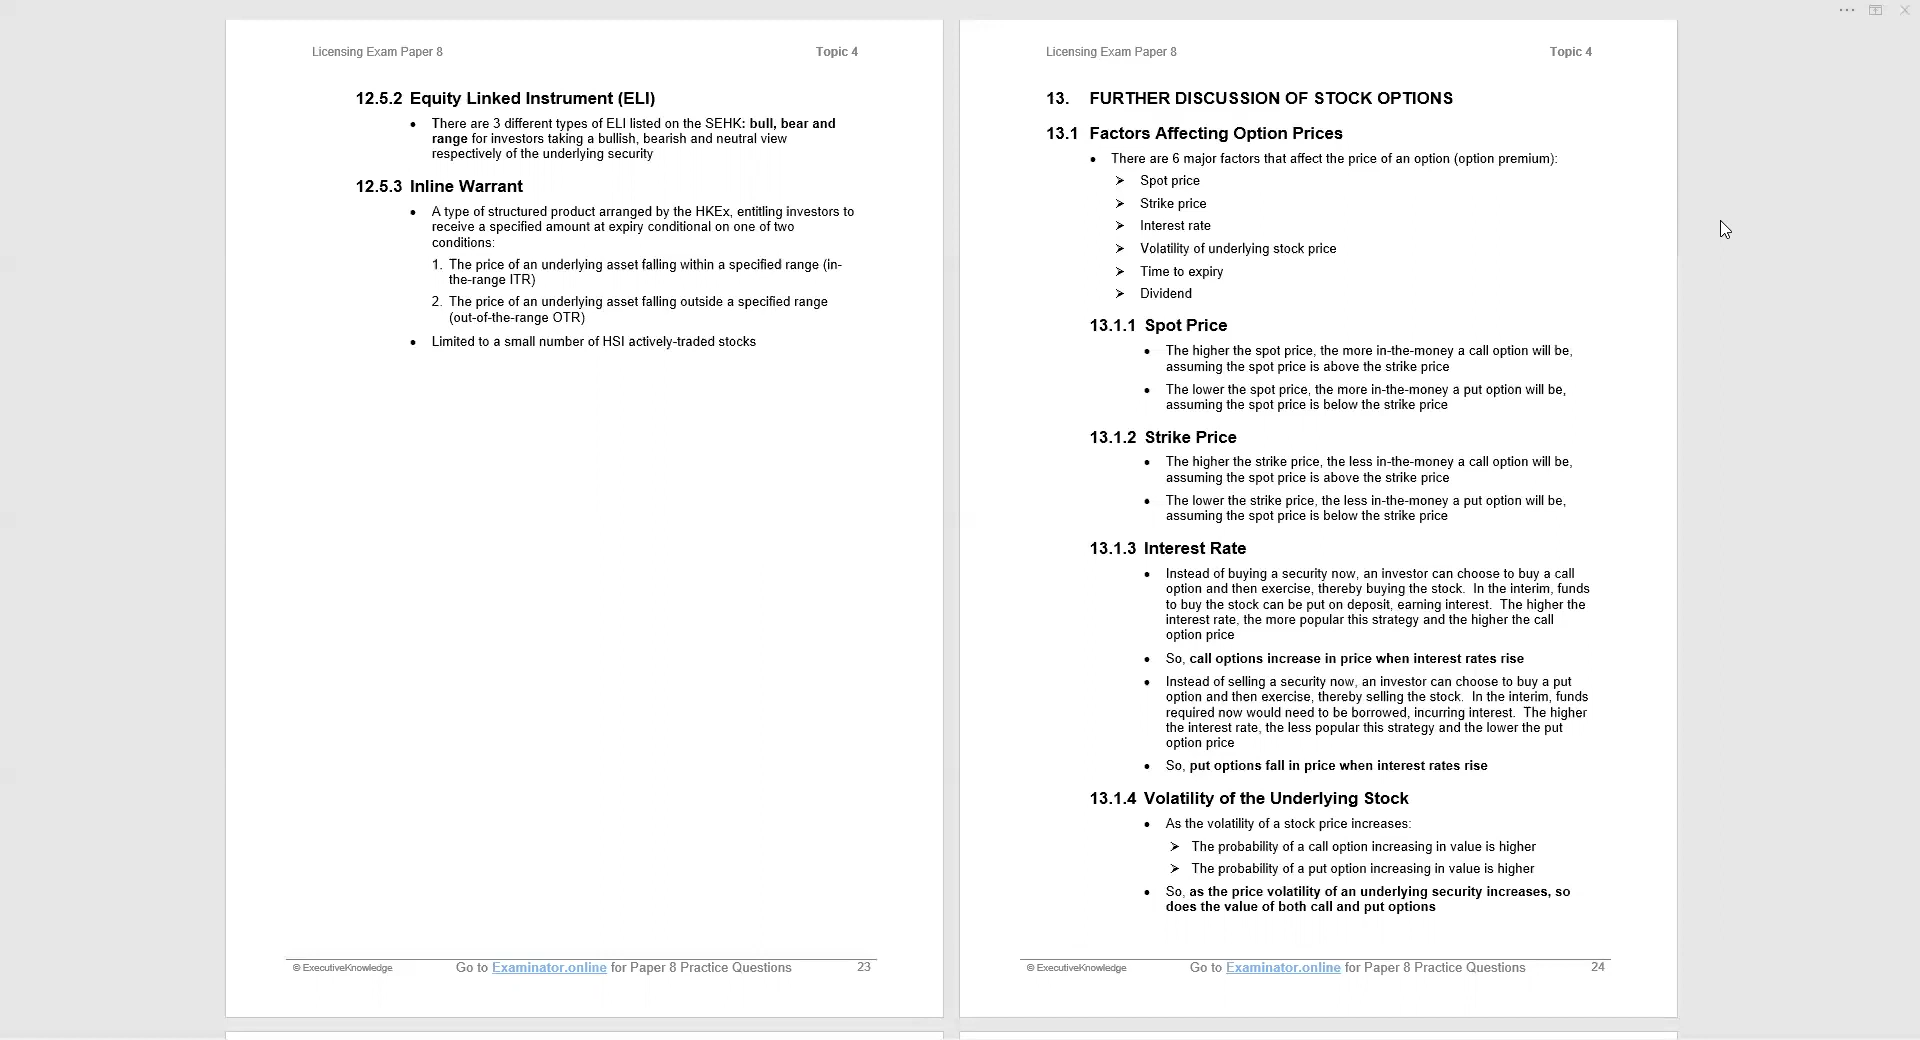 Licensing Exam Paper 8 Topic 4
12.5.2 Equity Linked Instrument (ELI)
• There are 3 different types of ELI listed on the SEHK: bull, bear and
range for investors taking a bullish, bearish and neutral view
respectively of the underlying security
12.5.3 Inline Warrant
• A type of structured product arranged by the HKEx, entitling investors to
receive a specified amount at expiry conditional on one of two
conditions:
1. The price of an underlying asset falling within a specified range (in-
the-range ITR)
2. The price of an underlying asset falling outside a specified range
(out-of-the-range OTR)
• Limited to a small number of HSI actively-traded stocks
© ExecutiveKnowledge Go to Examinator.online for Paper 8 Practice Questions 23
Licensing Exam Paper 8 Topic 4
13. FURTHER DISCUSSION OF STOCK OPTIONS
13.1 Factors Affecting Option Prices
• There are 6 major factors that affect the price of an option (option premium):
➢ Spot price
➢ Strike price
➢ Interest rate
➢ Volatility of underlying stock price
➢ Time to expiry
➢ Dividend
13.1.1 Spot Price
• The higher the spot price, the more in-the-money a call option will be,
assuming the spot price is above the strike price
• The lower the spot price, the more in-the-money a put option will be,
assuming the spot price is below the strike price
13.1.2 Strike Price
• The higher the strike price, the less in-the-money a call option will be,
assuming the spot price is above the strike price
• The lower the strike price, the less in-the-money a put option will be,
assuming the spot price is below the strike price
13.1.3 Interest Rate
• Instead of buying a security now, an investor can choose to buy a call
option and then exercise, thereby buying the stock. In the interim, funds
to buy the stock can be put on deposit, earning interest. The higher the
interest rate, the more popular this strategy and the higher the call
option price
• So, call options increase in price when interest rates rise
• Instead of selling a security now, an investor can choose to buy a put
option and then exercise, thereby selling the stock. In the interim, funds
required now would need to be borrowed, incurring interest. The higher
the interest rate, the less popular this strategy and the lower the put
option price
• So, put options fall in price when interest rates rise
13.1.4 Volatility of the Underlying Stock
• As the volatility of a stock price increases:
➢ The probability of a call option increasing in value is higher
➢ The probability of a put option increasing in value is higher
• So, as the price volatility of an underlying security increases, so
does the value of both call and put options
© ExecutiveKnowledge Go to Examinator.online for Paper 8 Practice Questions 24